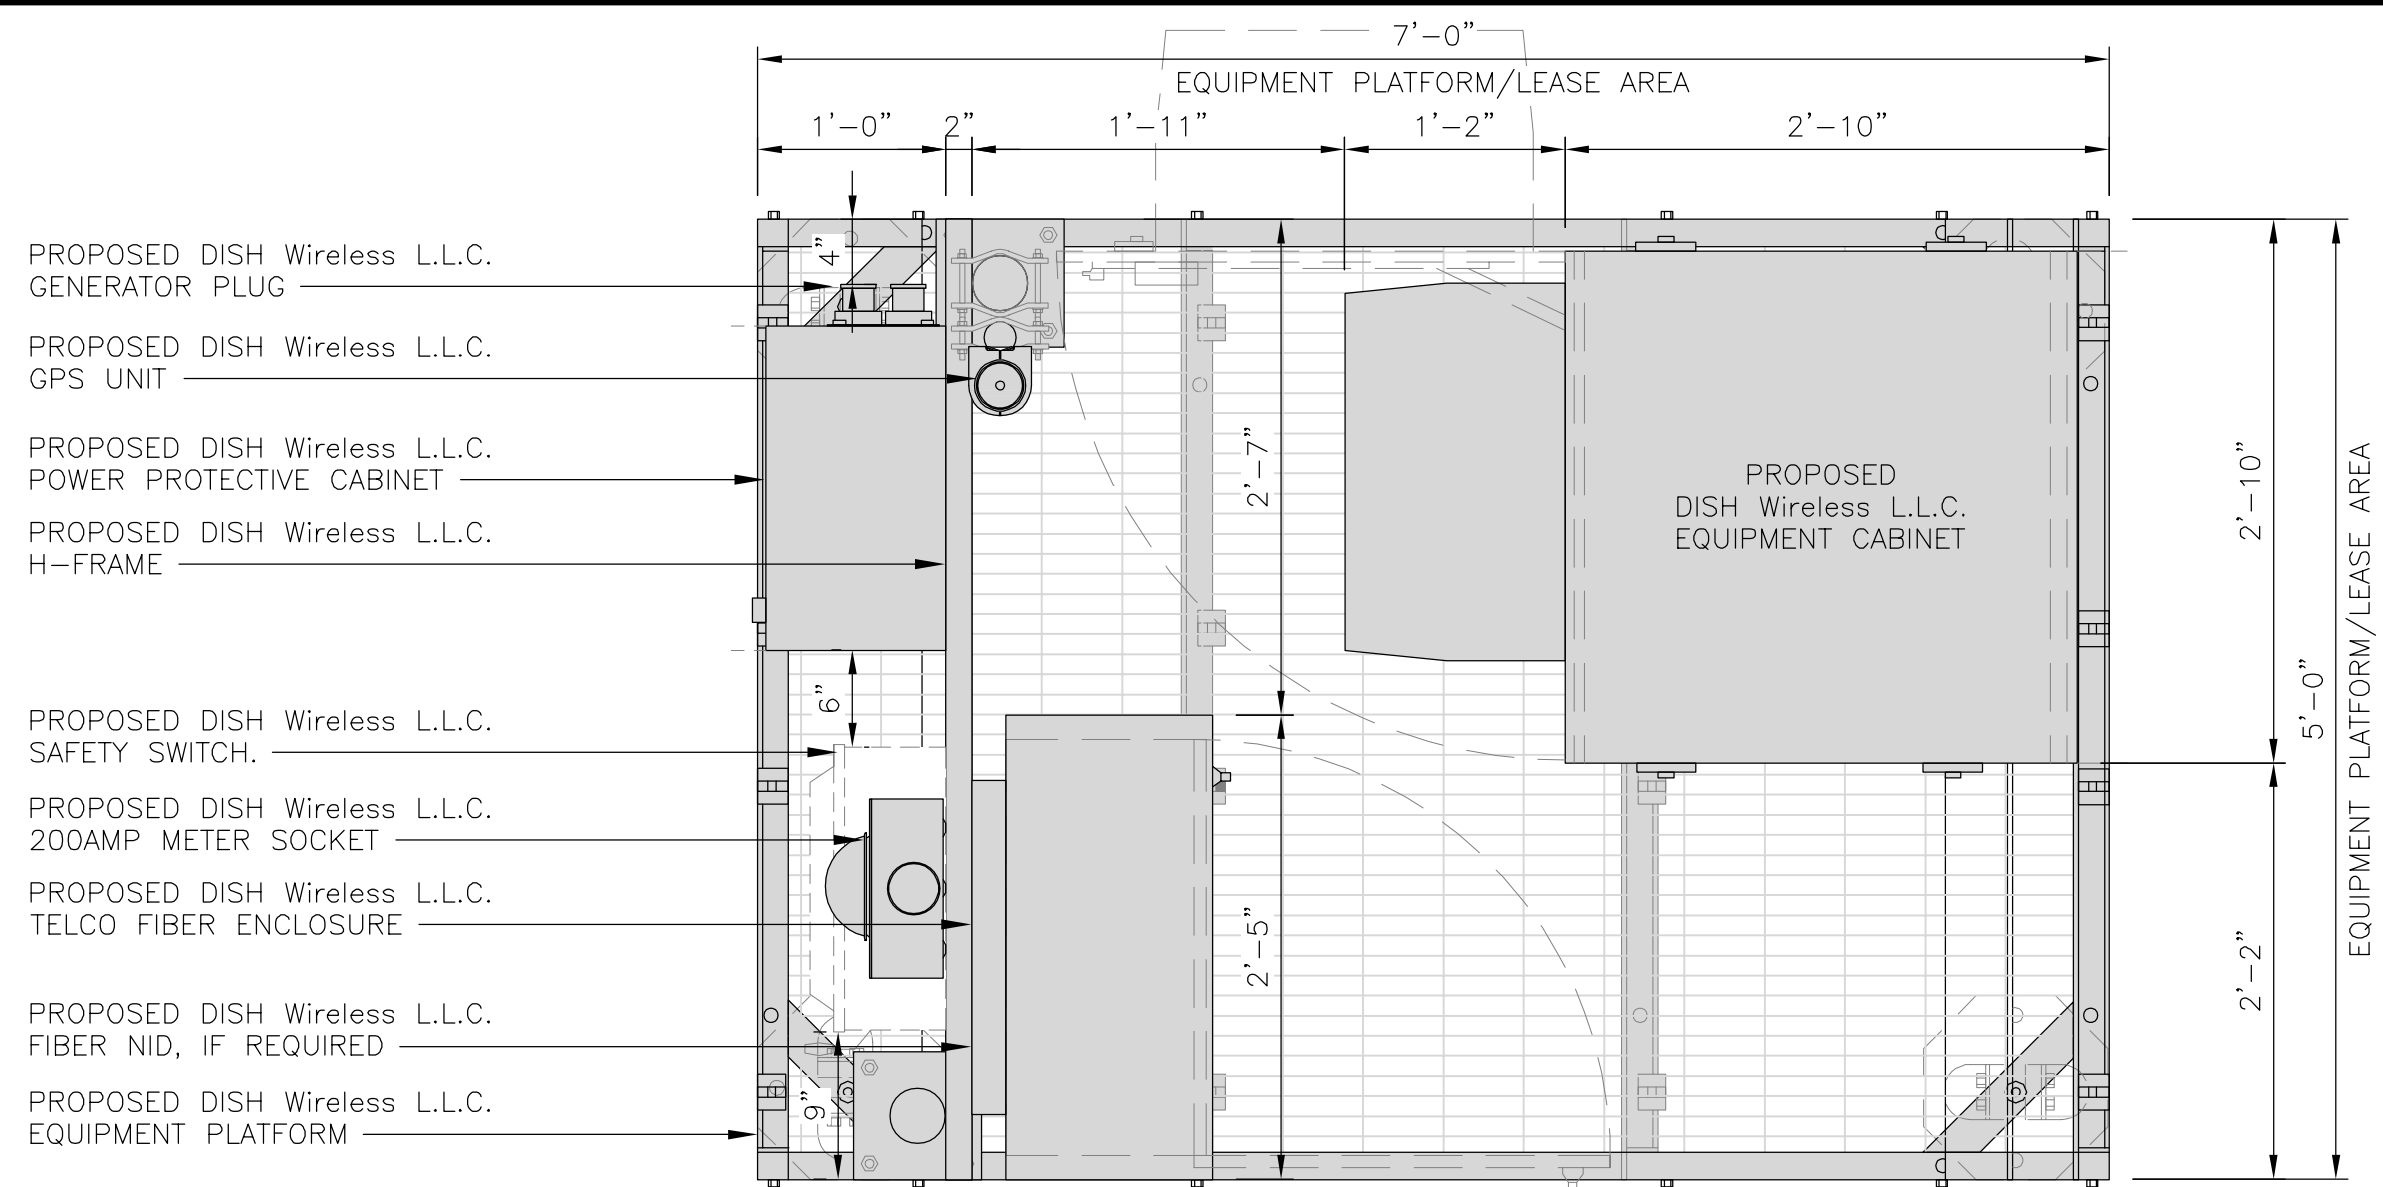 7’–0”
EQUIPMENT PLATFORM/LEASE AREA
1’–0”
2”
1’–11”
1’–2”
2’–10”
PROPOSED DISH Wireless L.L.C.
GENERATOR PLUG
4”
PROPOSED DISH Wireless L.L.C.
GPS UNIT
PROPOSED DISH Wireless L.L.C.
POWER PROTECTIVE CABINET
PROPOSED DISH Wireless L.L.C.
H–FRAME
2’–7”
PROPOSED
DISH Wireless L.L.C.
EQUIPMENT CABINET
2’–10”
PROPOSED DISH Wireless L.L.C.
SAFETY SWITCH.
6”
5’–0”
EQUIPMENT PLATFORM/LEASE AREA
PROPOSED DISH Wireless L.L.C.
200AMP METER SOCKET
PROPOSED DISH Wireless L.L.C.
TELCO FIBER ENCLOSURE
2’–5”
2’–2”
PROPOSED DISH Wireless L.L.C.
FIBER NID, IF REQUIRED
9”
PROPOSED DISH Wireless L.L.C.
EQUIPMENT PLATFORM